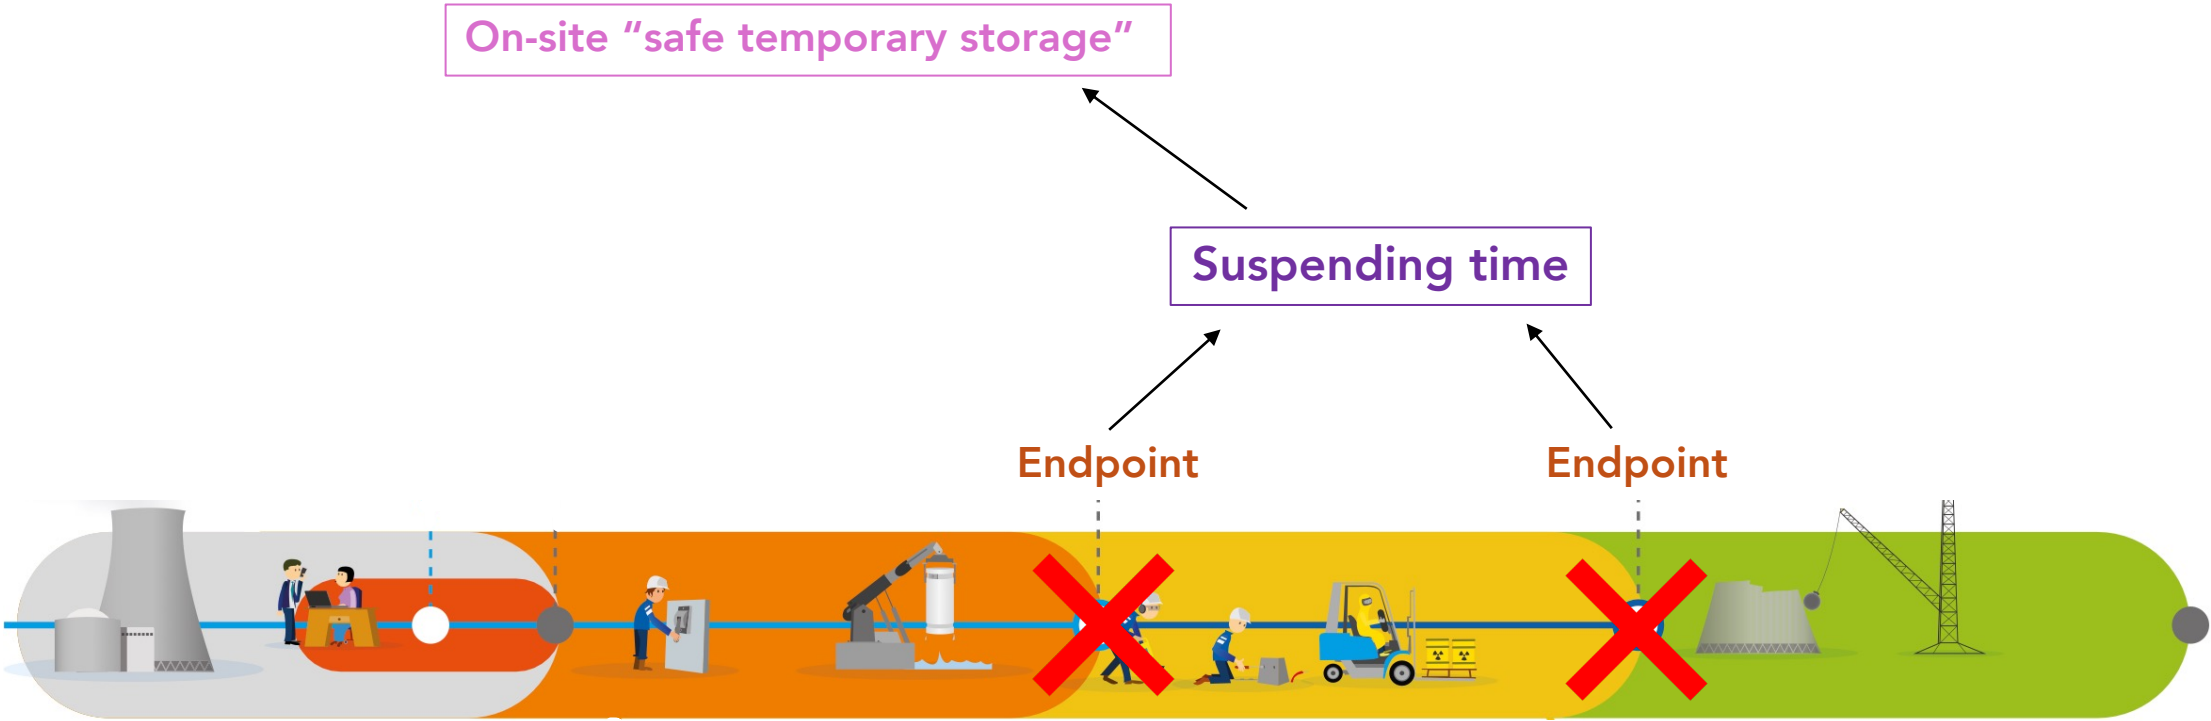 On-site “safe temporary storage”
Suspending time
Endpoint
Endpoint